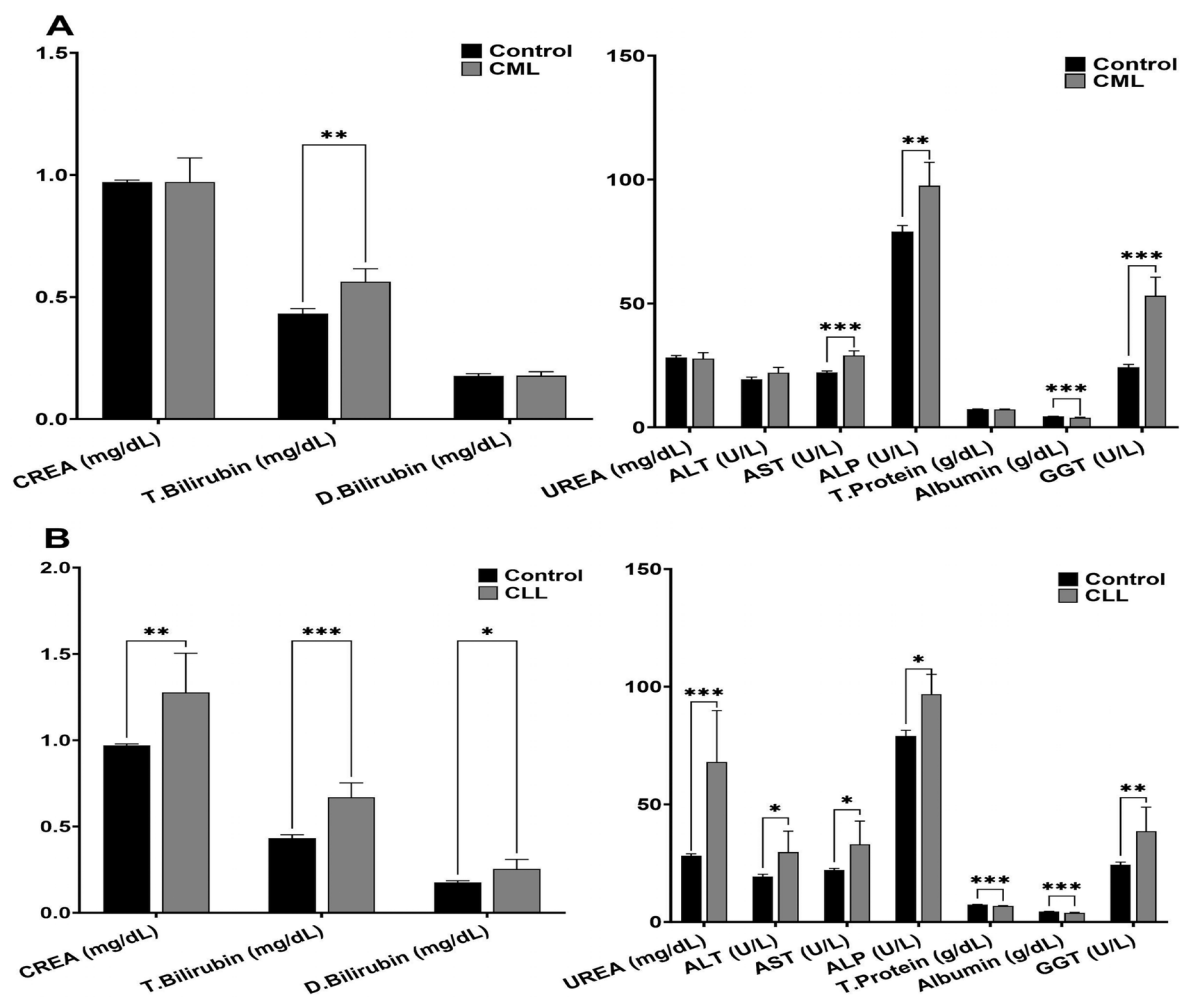 A
Control
CML
1.5
1.0
0.5
0.0
**
CREA (mg/dL)
T.Bilirubin (mg/dL)
D.Bilirubin (mg/dL)
Control
CML
150
100
50
0
***
**
***
***
UREA (mg/dL)
ALT (U/L)
AST (U/L)
ALP (U/L)
T.Protein (g/dL)
Albumin (g/dL)
GGT (U/L)
B
Control
CLL
2.0
1.5
1.0
0.5
0.0
**
***
*
CREA (mg/dL)
T.Bilirubin (mg/dL)
D.Bilirubin (mg/dL)
Control
CLL
150
100
50
0
***
*
*
*
***
***
**
UREA (mg/dL)
ALT (U/L)
AST (U/L)
ALP (U/L)
T.Protein (g/dL)
Albumin (g/dL)
GGT (U/L)